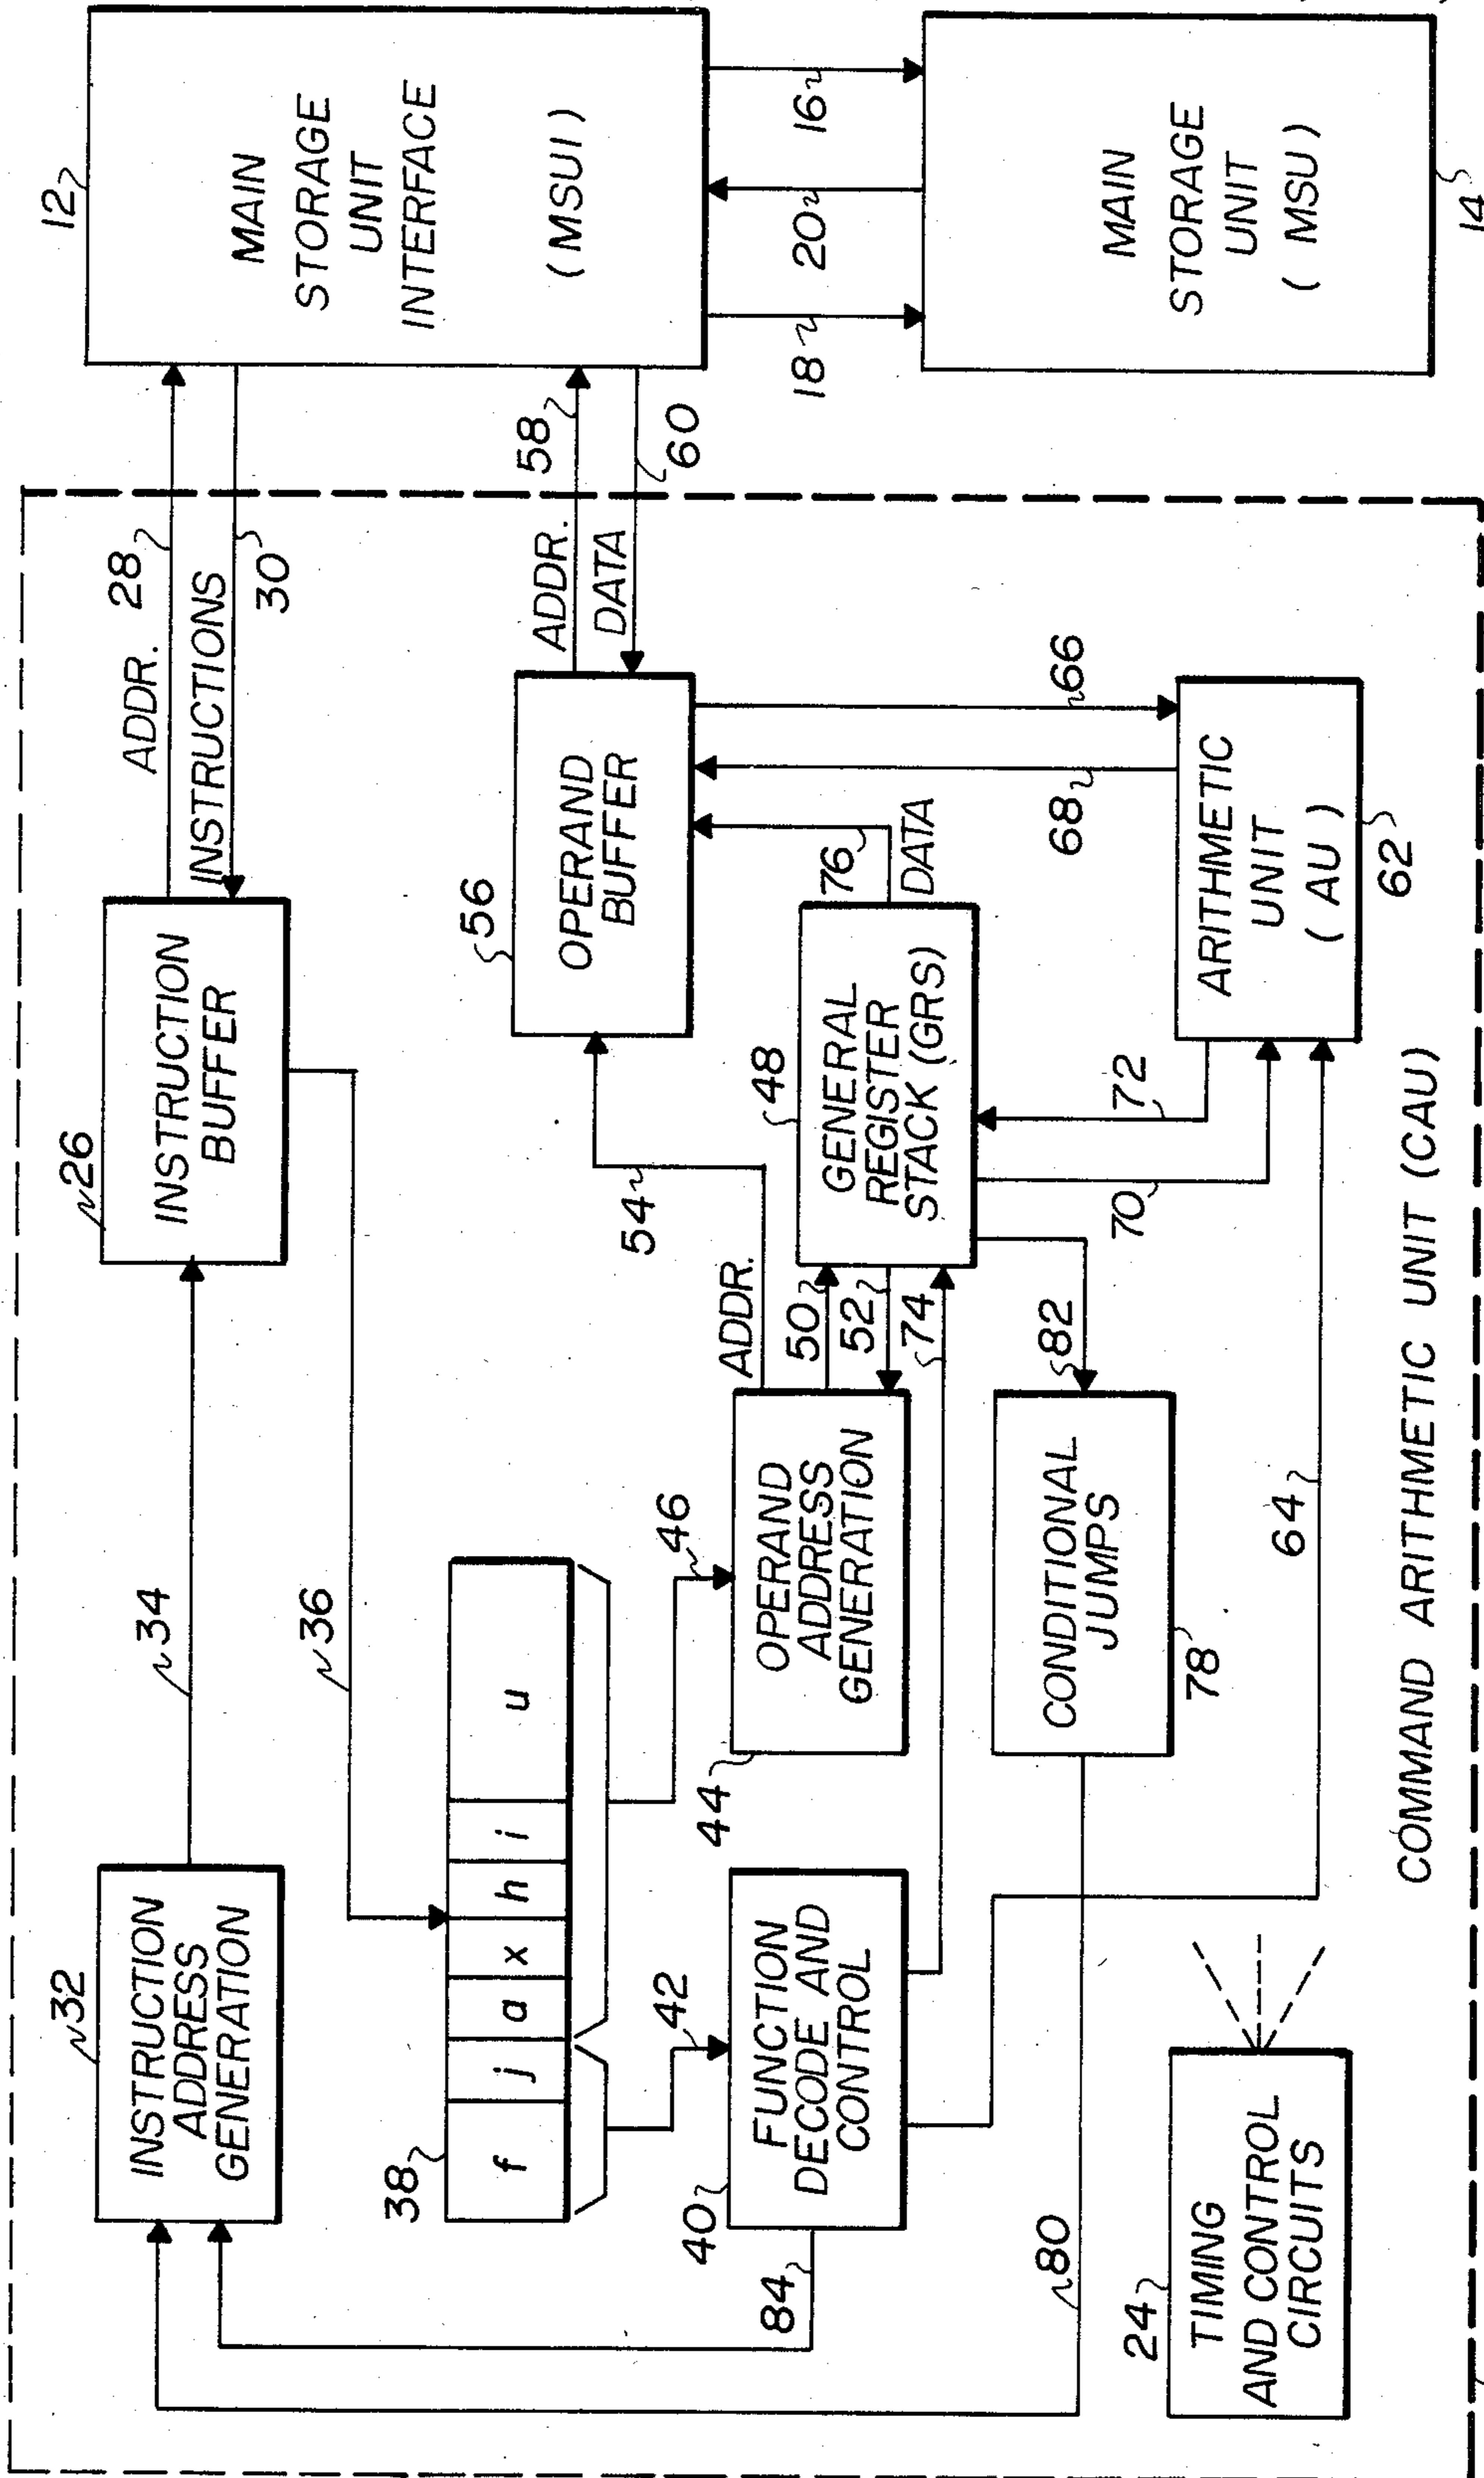 12
MAIN
STORAGE
UNIT
INTERFACE
(MSUI)
16
20
18
MAIN
STORAGE
UNIT
(MSU)
14
ADDR. 28
INSTRUCTIONS
30
58
60
ADDR.
DATA
26
INSTRUCTION
BUFFER
34
36
32
INSTRUCTION
ADDRESS
GENERATION
56
OPERAND
BUFFER
66
68
76
DATA
54
ADDR.
48
GENERAL
REGISTER
STACK (GRS)
50
52
74
72
70
82
ARITHMETIC
UNIT
(AU)
62
38
f j a x h i u
42
46
44
OPERAND
ADDRESS
GENERATION
40
FUNCTION
DECODE AND
CONTROL
84
CONDITIONAL
JUMPS
78
64
80
24
TIMING
AND CONTROL
CIRCUITS
COMMAND ARITHMETIC UNIT (CAU)